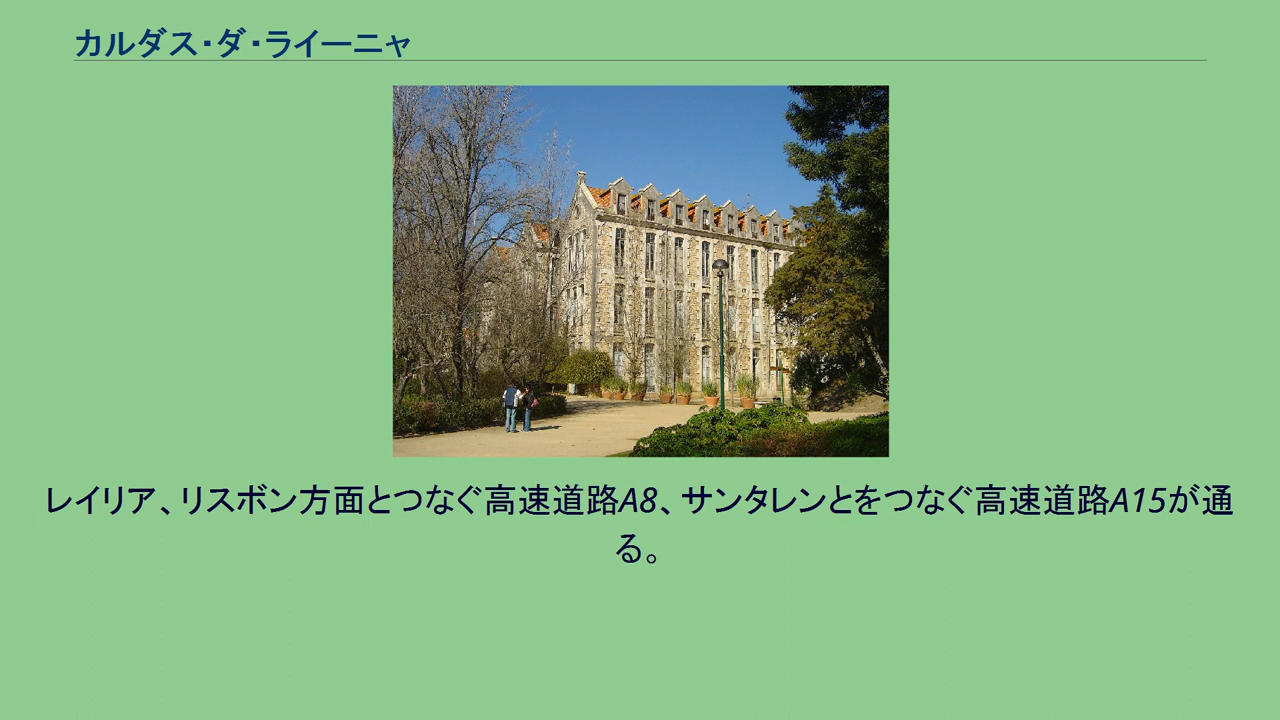 カルダス・ダ・ライーニャ
レイリア、リスボン方面とつなぐ高速道路A8、サンタレンとをつなぐ高速道路A15が通
る。